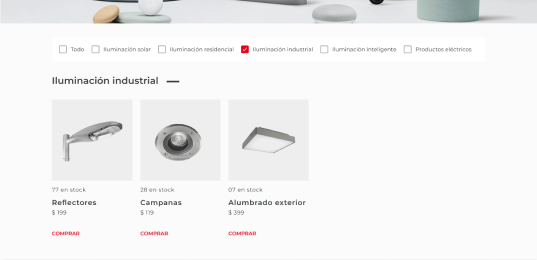 Todo Iluminación solar Iluminación residencial Iluminación industrial Iluminación inteligente Productos eléctricos
Iluminación industrial
77 en stock 28 en stock 07 en stock
Reflectores Campanas Alumbrado exterior
$ 199 $ 119 $ 399
COMPRAR COMPRAR COMPRAR